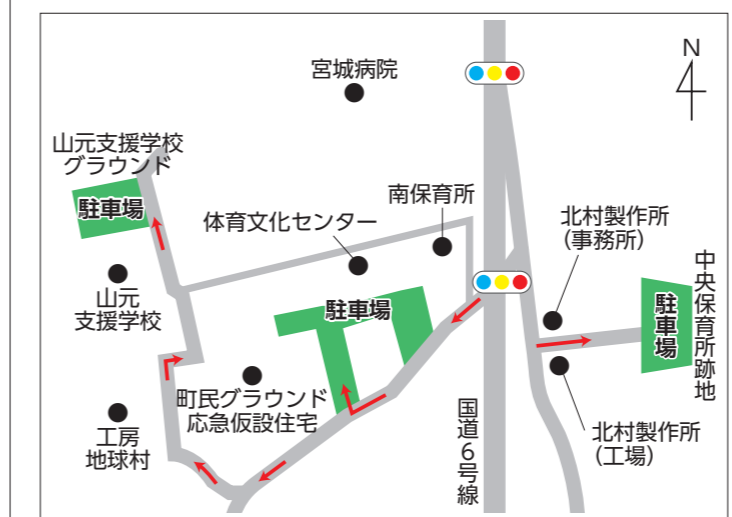 宮城病院
N
山元支援学校
グラウンド
駐車場
体育文化センター
南保育所
北村製作所
（事務所）
中央保育所跡地
駐車場
山元
支援学校
駐車場
町民グラウンド
応急仮設住宅
工房
地球村
国道６号線
北村製作所
（工場）